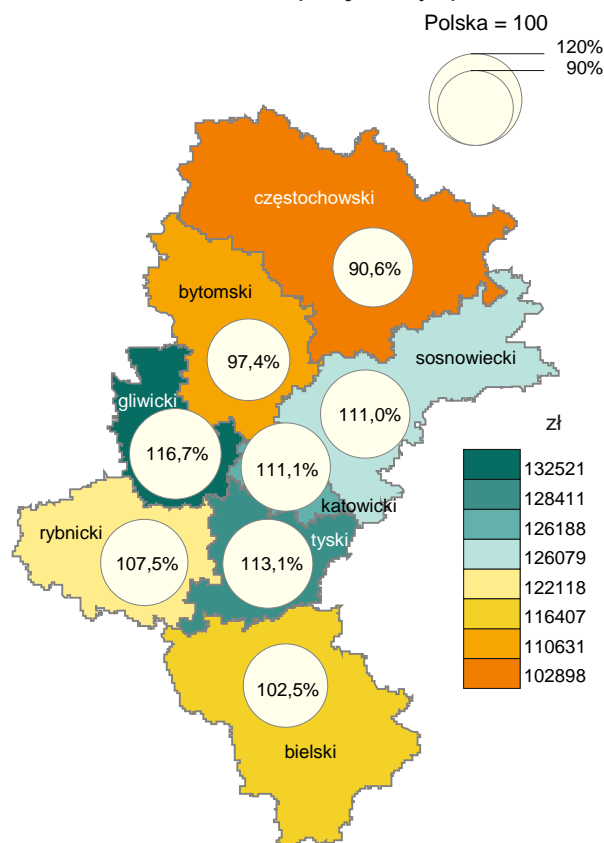 Polska = 100
120%
90%
częstochowski
90,6%
bytomski
97,4%
sosnowiecki
111,0%
gliwicki
116,7%
111,1%
katowicki
rybnicki
107,5%
tyski
113,1%
102,5%
bielski
zł
132521
128411
126188
126079
122118
116407
110631
102898